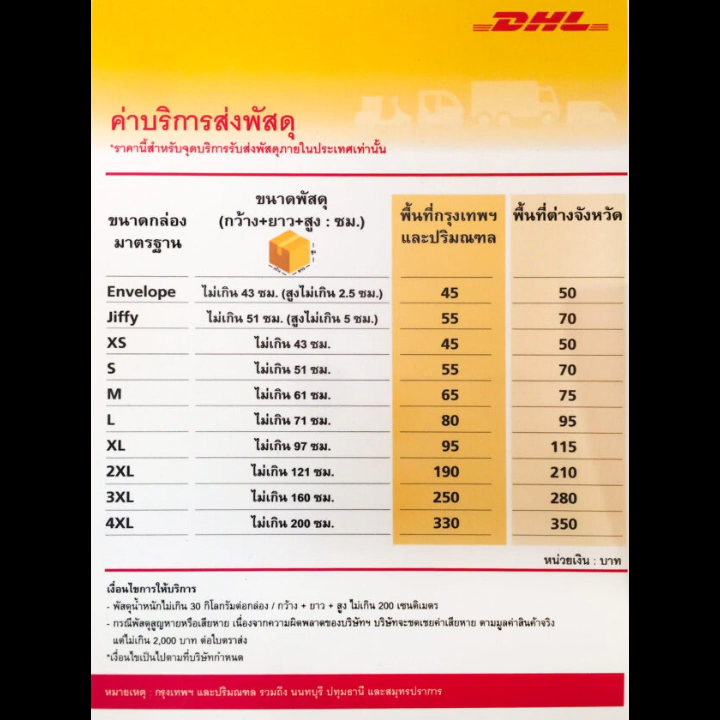 DHL
ค่าบริการส่งพัสดุ
*ราคานี้สำหรับจุดบริการรับส่งพัสดุภายในประเทศเท่านั้น
ขนาดกล่อง
มาตรฐาน
ขนาดพัสดุ
(กว้าง+ยาว+สูง : ซม.)
พื้นที่กรุงเทพฯ
และปริมณฑล
พื้นที่ต่างจังหวัด
Envelope ไม่เกิน 43 ซม. (สูงไม่เกิน 2.5 ซม.) 45 50
Jiffy ไม่เกิน 51 ซม. (สูงไม่เกิน 5 ซม.) 55 70
XS ไม่เกิน 43 ซม. 45 50
S ไม่เกิน 51 ซม. 55 70
M ไม่เกิน 61 ซม. 65 75
L ไม่เกิน 71 ซม. 80 95
XL ไม่เกิน 97 ซม. 95 115
2XL ไม่เกิน 121 ซม. 190 210
3XL ไม่เกิน 160 ซม. 250 280
4XL ไม่เกิน 200 ซม. 330 350
หน่วยเงิน : บาท
เงื่อนไขการให้บริการ
- พัสดุน้ำหนักไม่เกิน 30 กิโลกรัมต่อกล่อง / กว้าง + ยาว + สูง ไม่เกิน 200 เซนติเมตร
- กรณีพัสดุสูญหายหรือเสียหาย เนื่องจากความผิดพลาดของบริษัทฯ บริษัทจะชดเชยค่าเสียหาย ตามมูลค่าสินค้าจริง
แต่ไม่เกิน 2,000 บาท ต่อใบตราส่ง
*เงื่อนไขเป็นไปตามที่บริษัทกำหนด
หมายเหตุ : กรุงเทพฯ และปริมณฑล รวมถึง นนทบุรี ปทุมธานี และสมุทรปราการ